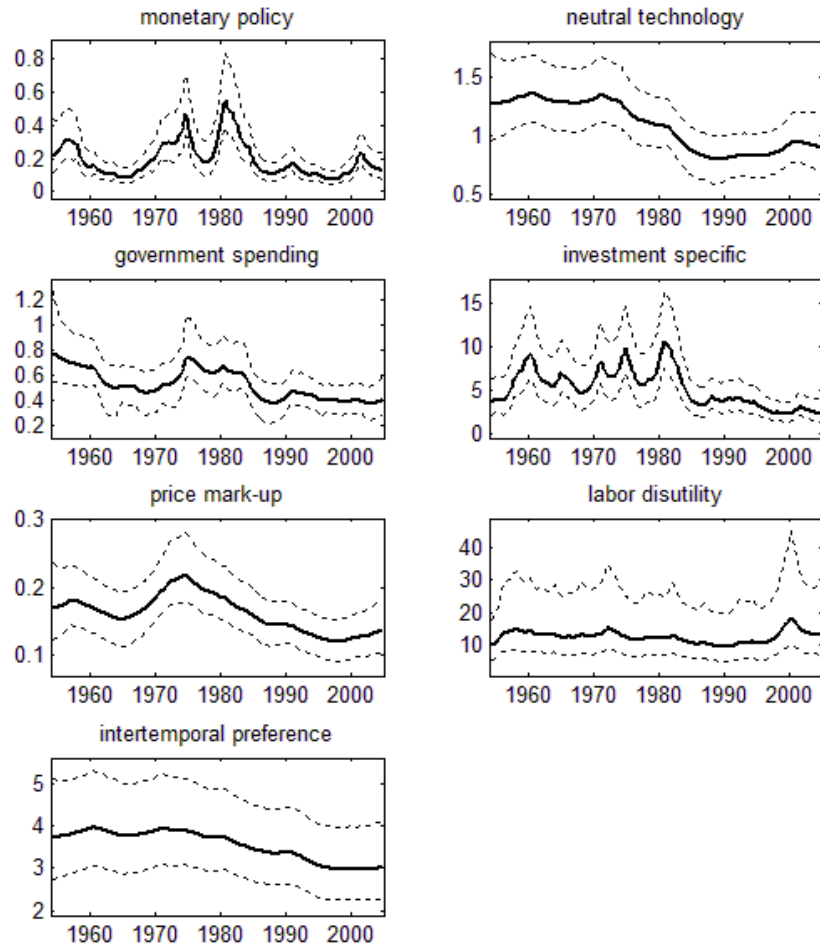 monetary policy
0.8
0.6
0.4
0.2
0
1960 1970 1980 1990 2000
neutral technology
1.5
1
0.5
1960 1970 1980 1990 2000
government spending
1.2
1
0.8
0.6
0.4
0.2
1960 1970 1980 1990 2000
investment specific
15
10
5
0
1960 1970 1980 1990 2000
price mark-up
0.3
0.2
0.1
1960 1970 1980 1990 2000
labor disutility
40
30
20
10
1960 1970 1980 1990 2000
intertemporal preference
5
4
3
2
1960 1970 1980 1990 2000